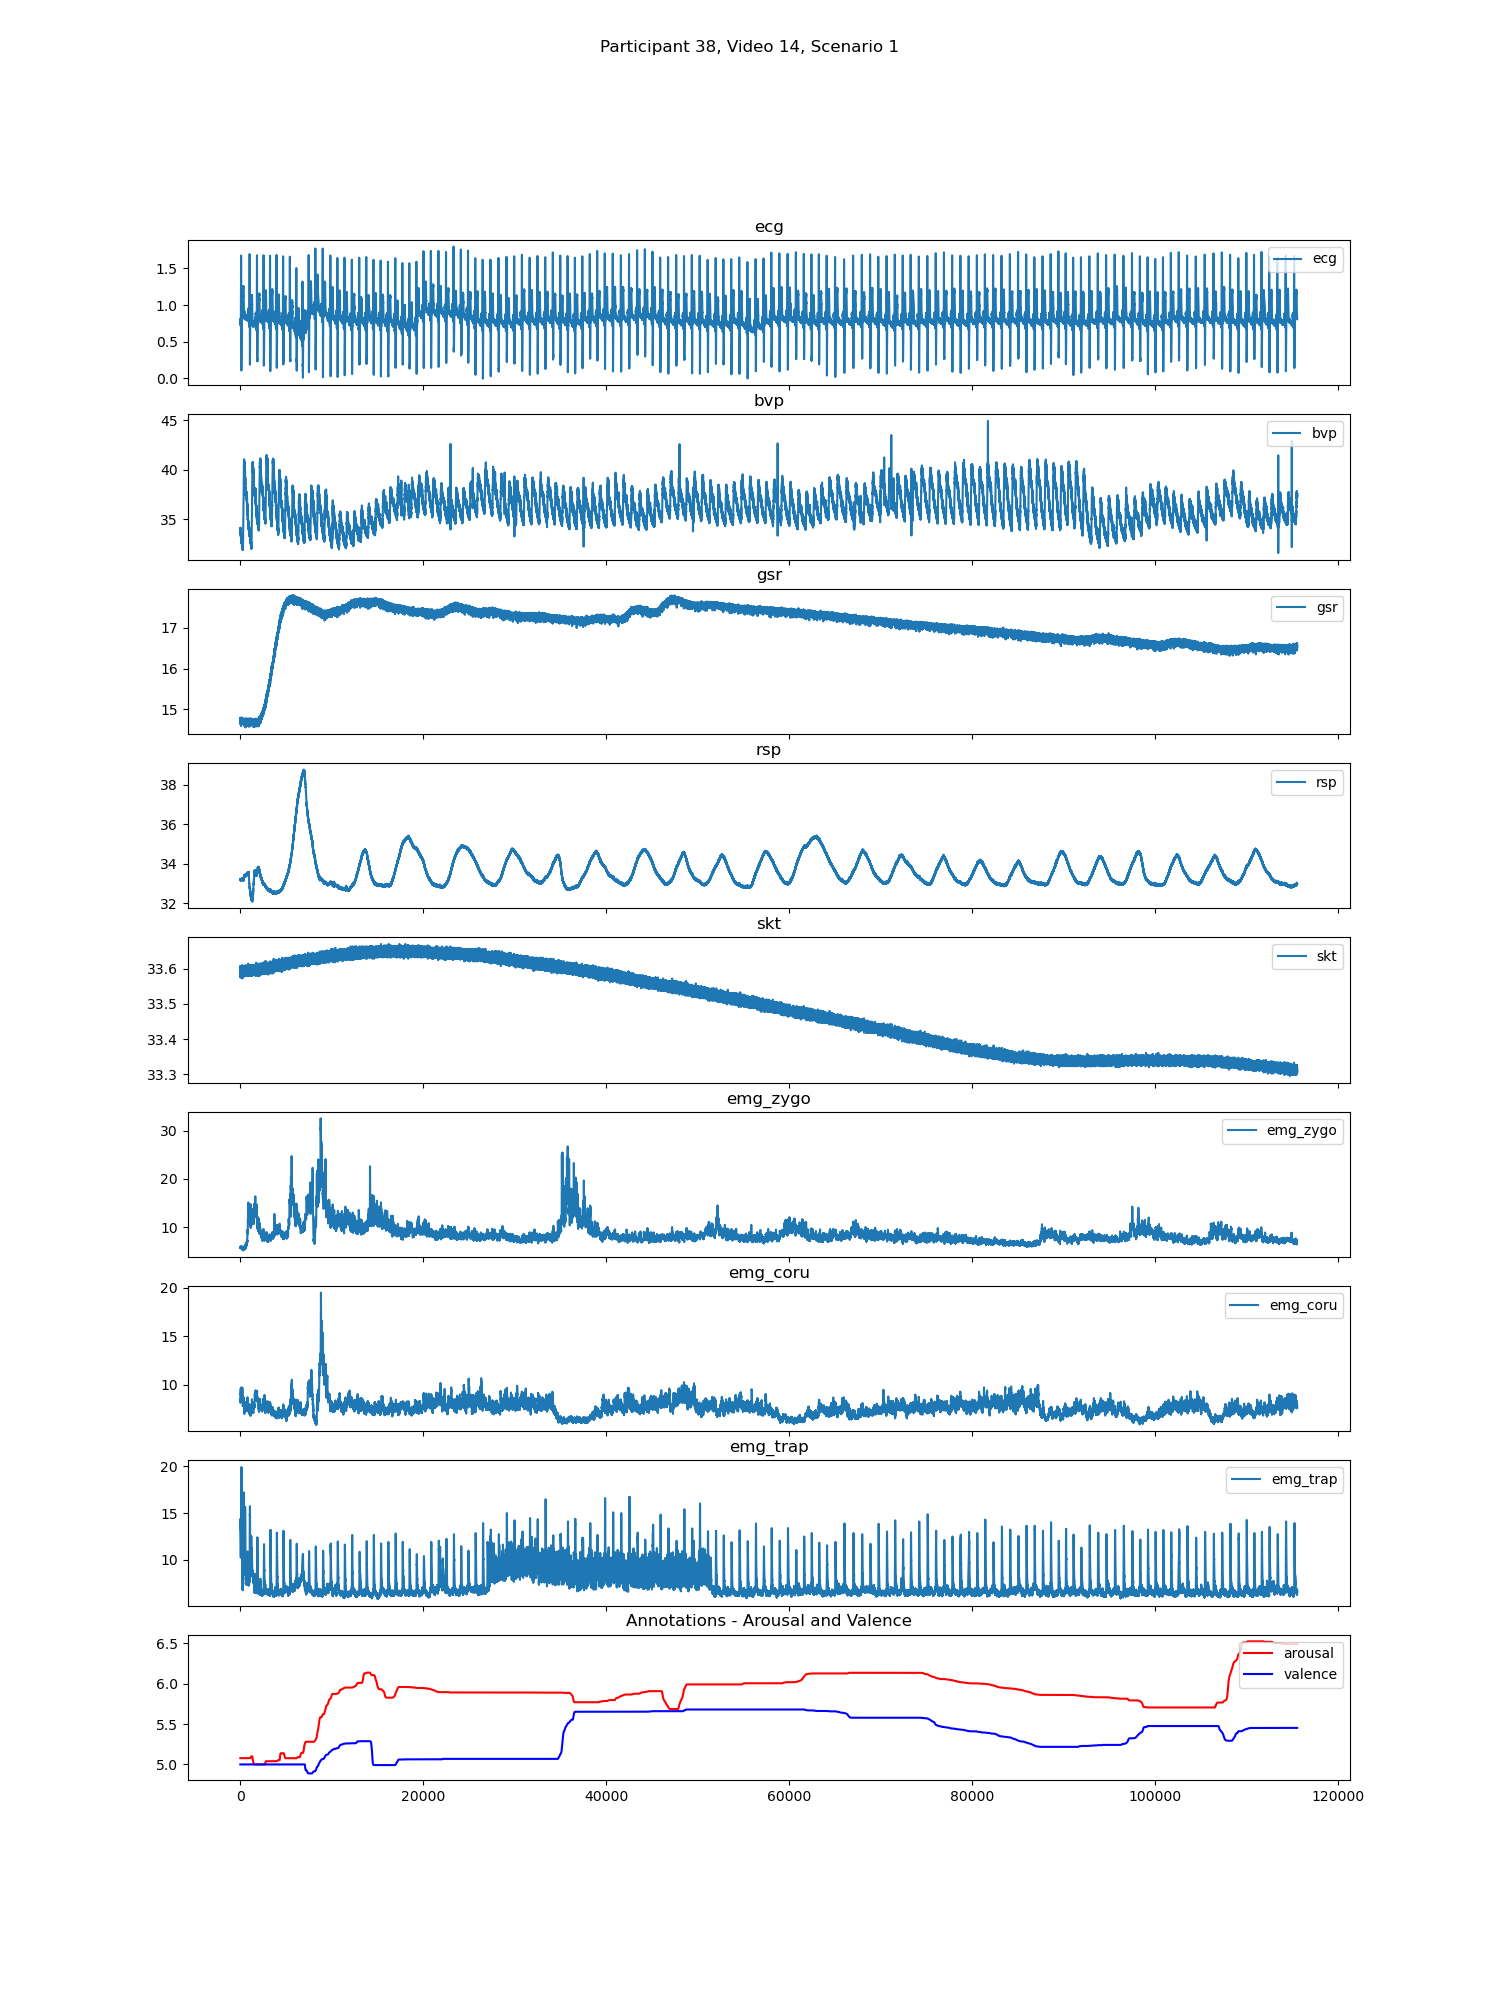 Participant 38, Video 14, Scenario 1
ecg
ecg
1.5
1.0
0.5
0.0
bvp
bvp
45
40
35
gsr
gsr
17
16
15
rsp
rsp
38
36
34
32
skt
skt
33.6
33.5
33.4
33.3
emg_zygo
emg_zygo
30
20
10
emg_coru
emg_coru
20
15
10
emg_trap
emg_trap
20
15
10
Annotations - Arousal and Valence
arousal
valence
6.5
6.0
5.5
5.0
0 20000 40000 60000 80000 100000 120000